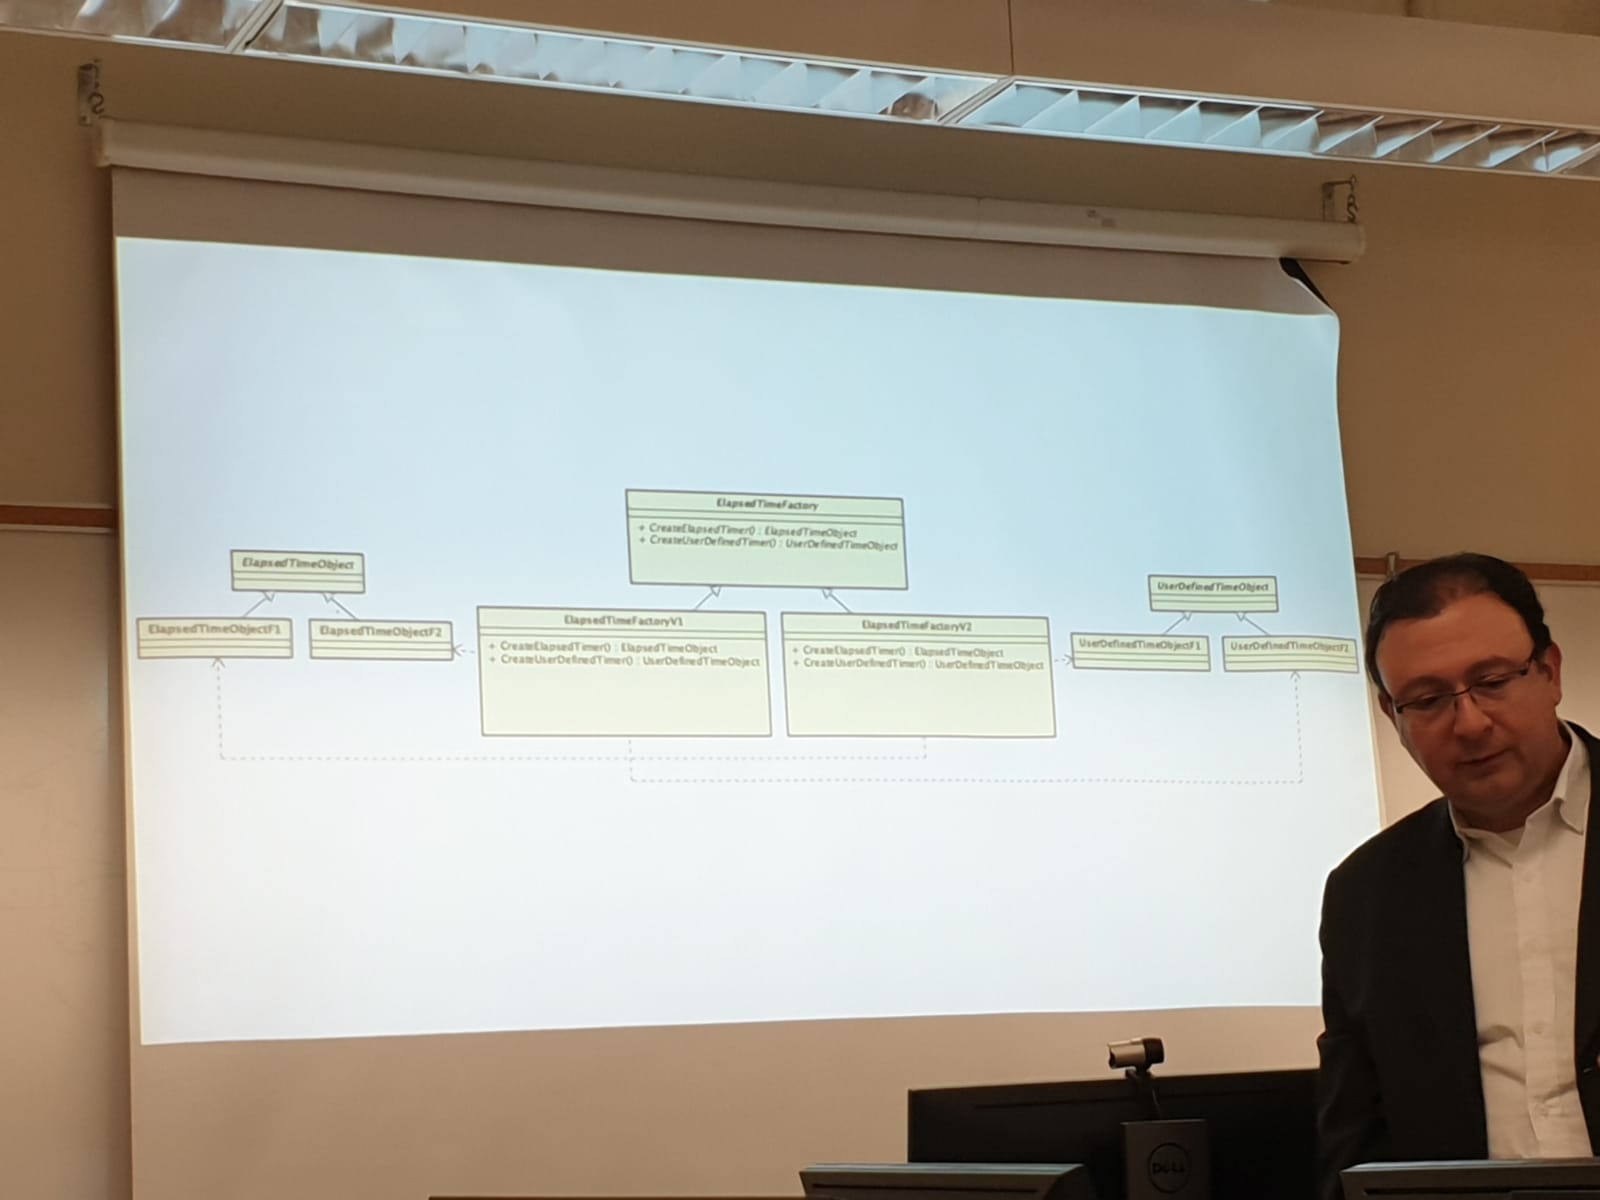 ElapsedTimeFactory
+ CreateElapsedTimer() : ElapsedTimeObject
+ CreateUserDefinedTimer() : UserDefinedTimeObject
ElapsedTimeObject
UserDefinedTimeObject
ElapsedTimeObjectF1
ElapsedTimeObjectF2
ElapsedTimeFactoryV1
+ CreateElapsedTimer() : ElapsedTimeObject
+ CreateUserDefinedTimer() : UserDefinedTimeObject
ElapsedTimeFactoryV2
+ CreateElapsedTimer() : ElapsedTimeObject
+ CreateUserDefinedTimer() : UserDefinedTimeObject
UserDefinedTimeObjectF1
UserDefinedTimeObjectF2
DELL